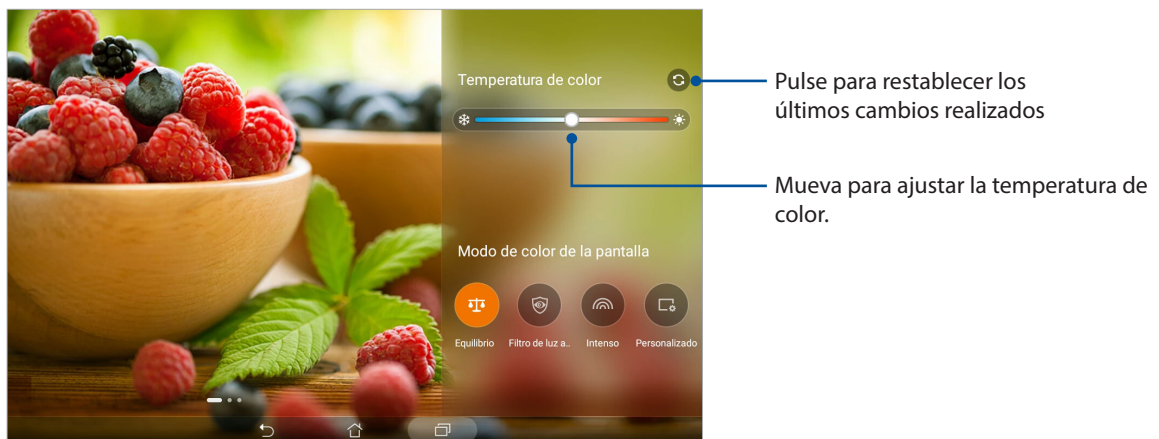 Temperatura de color
Pulse para restablecer los
últimos cambios realizados
Mueva para ajustar la temperatura de
color.
Modo de color de la pantalla
Equilibrio
Filtro de luz a..
Intenso
Personalizado